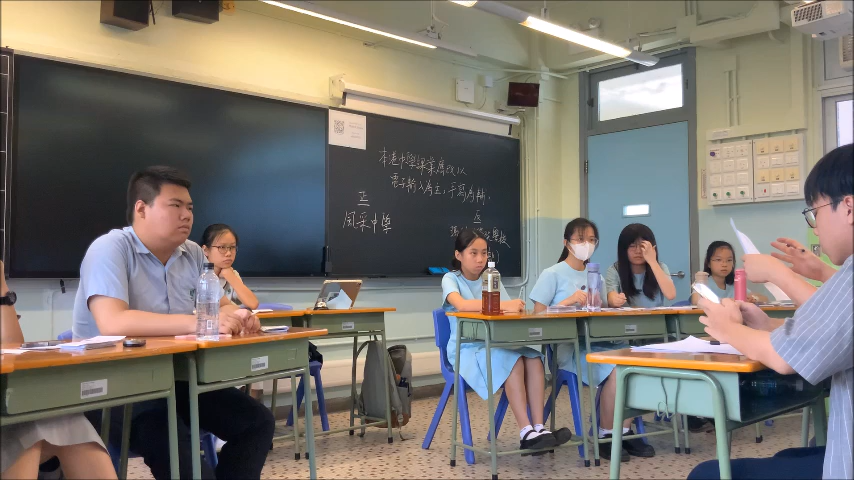 本港中學課業應改以
電子輸入為主，手寫為輔。
正
風采中學
反